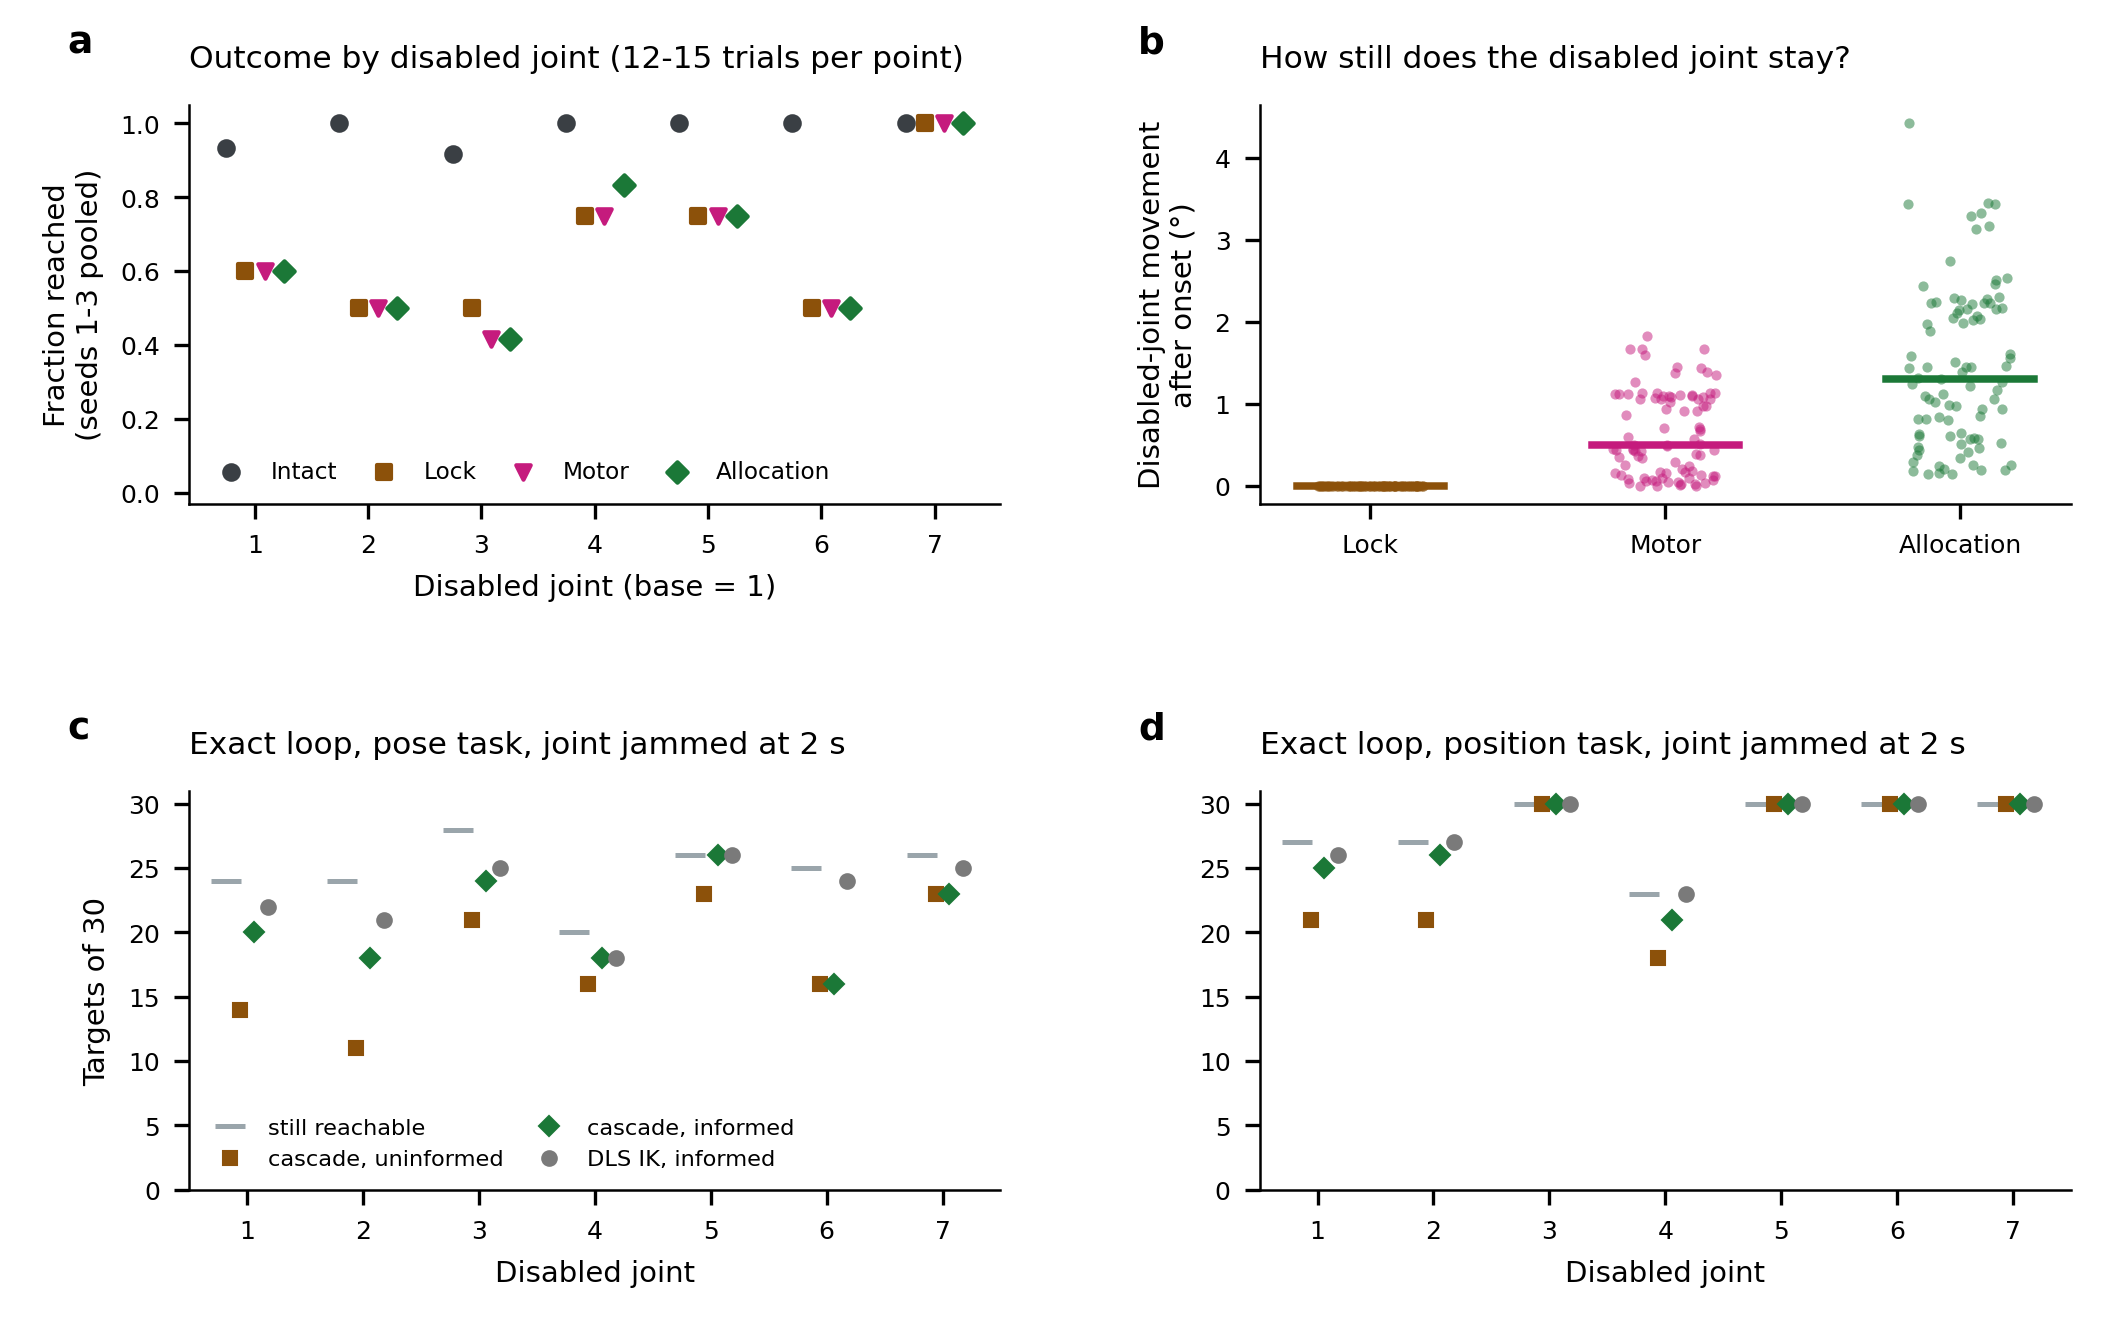 a
Outcome by disabled joint (12-15 trials per point)
Fraction reached
(seeds 1-3 pooled)
1.0
0.8
0.6
0.4
0.2
0.0
Intact
Lock
Motor
Allocation
1
2
3
4
5
6
7
Disabled joint (base = 1)
b
How still does the disabled joint stay?
Disabled-joint movement
after onset (°)
4
3
2
1
0
Lock
Motor
Allocation
c
Exact loop, pose task, joint jammed at 2 s
Targets of 30
30
25
20
15
10
5
0
still reachable
cascade, uninformed
cascade, informed
DLS IK, informed
1
2
3
4
5
6
7
Disabled joint
d
Exact loop, position task, joint jammed at 2 s
30
25
20
15
10
5
0
1
2
3
4
5
6
7
Disabled joint